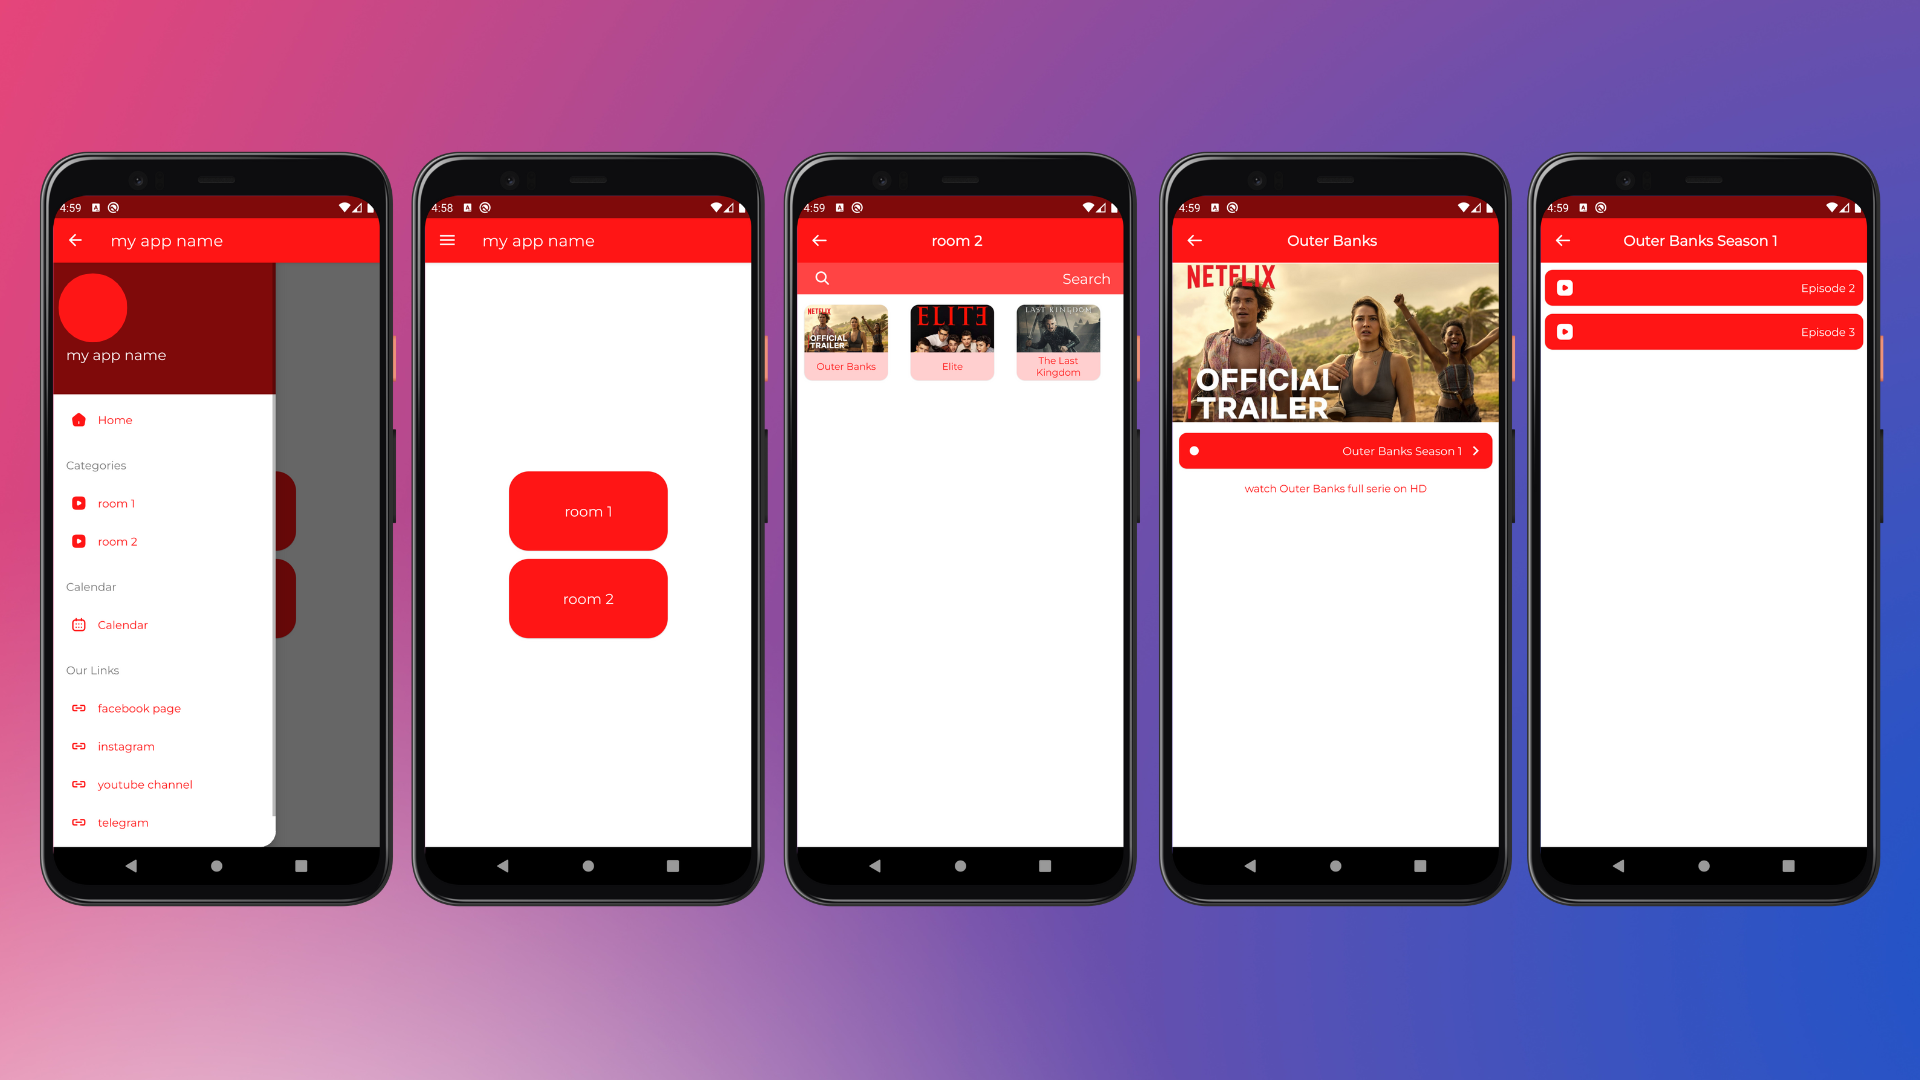 4:59
my app name
my app name
Home
Categories
room 1
room 2
Calendar
Calendar
Our Links
facebook page
instagram
youtube channel
telegram
4:58
my app name
room 1
room 2
4:59
room 2
Search
NETFLIX
OFFICIAL
TRAILER
Outer Banks
ELITE
Elite
LAST KINGDOM
The Last
Kingdom
4:59
Outer Banks
NETFLIX
OFFICIAL
TRAILER
Outer Banks Season 1
watch Outer Banks full serie on HD
4:59
Outer Banks Season 1
Episode 2
Episode 3